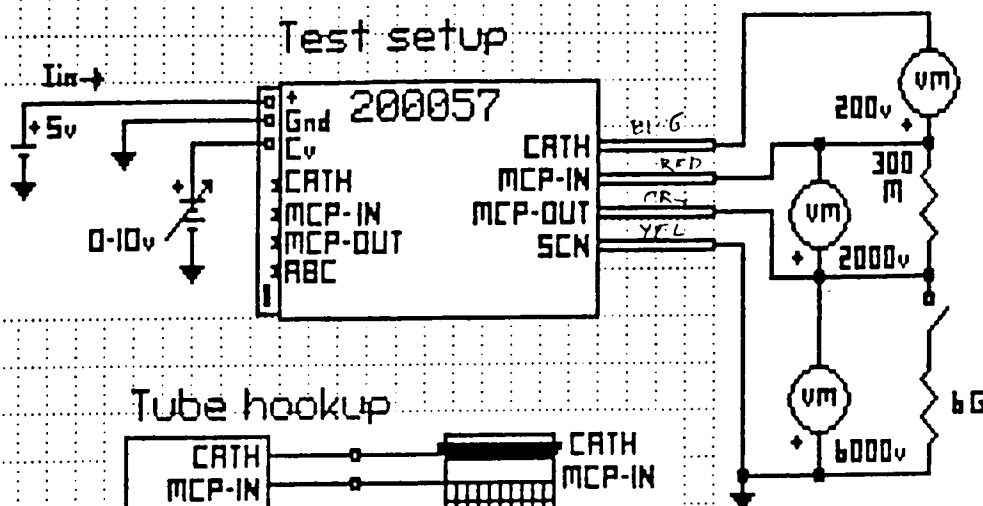 Test setup
Iin
+
5v
+
Gnd
Cv
200057
CATH
MCP-IN
MCP-OUT
ABC
+
0-10v
CATH
MCP-IN
MCP-OUT
SCN
RED
YEL
VM
200v
+
300
M
VM
+
2000v
VM
+
6000v
6G
Tube hookup
CATH
MCP-IN
CATH
MCP-IN